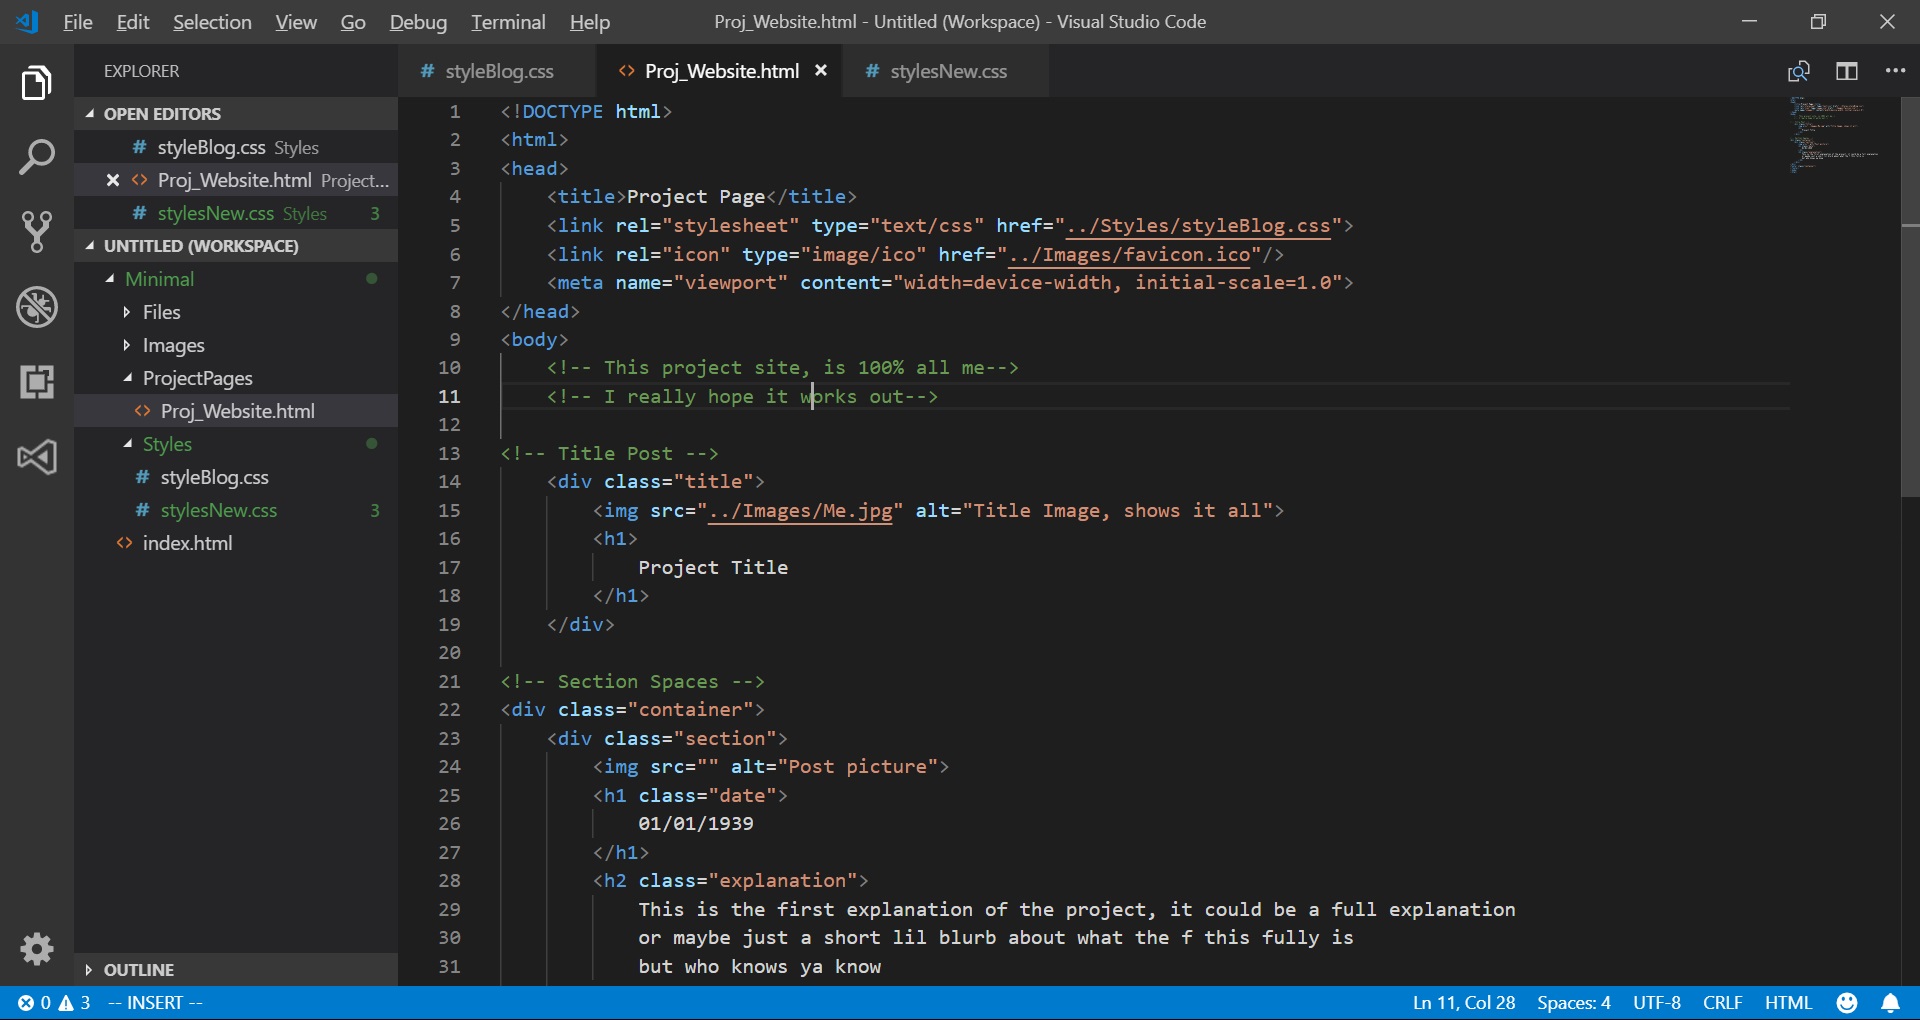 File Edit Selection View Go Debug Terminal Help Proj_Website.html - Untitled (Workspace) - Visual Studio Code
EXPLORER
# styleBlog.css <> Proj_Website.html × # stylesNew.css
OPEN EDITORS
# styleBlog.css Styles
× <> Proj_Website.html Project...
# stylesNew.css Styles 3
UNTITLED (WORKSPACE)
Minimal
Files
Images
ProjectPages
<> Proj_Website.html
Styles
# styleBlog.css
# stylesNew.css 3
<> index.html
OUTLINE
1 <!DOCTYPE html>
2 <html>
3 <head>
4     <title>Project Page</title>
5     <link rel="stylesheet" type="text/css" href="../Styles/styleBlog.css">
6     <link rel="icon" type="image/ico" href="../Images/favicon.ico"/>
7     <meta name="viewport" content="width=device-width, initial-scale=1.0">
8 </head>
9 <body>
10     <!-- This project site, is 100% all me-->
11     <!-- I really hope it works out-->
12
13 <!-- Title Post -->
14     <div class="title">
15         <img src="../Images/Me.jpg" alt="Title Image, shows it all">
16         <h1>
17             Project Title
18         </h1>
19     </div>
20
21 <!-- Section Spaces -->
22 <div class="container">
23     <div class="section">
24         <img src="" alt="Post picture">
25         <h1 class="date">
26             01/01/1939
27         </h1>
28         <h2 class="explanation">
29             This is the first explanation of the project, it could be a full explanation
30             or maybe just a short lil blurb about what the f this fully is
31             but who knows ya know
0 3 -- INSERT -- Ln 11, Col 28 Spaces: 4 UTF-8 CRLF HTML